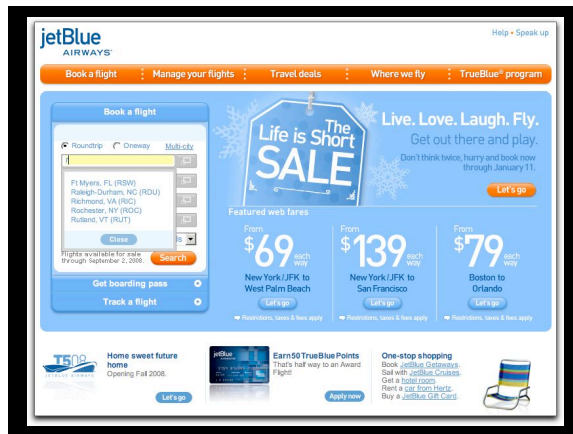 jetBlue
AIRWAYS®
Help • Speak up
Book a flight
Manage your flights
Travel deals
Where we fly
TrueBlue® program
Book a flight
Roundtrip
Oneway
Multi-city
r
Ft Myers, FL (RSW)
Raleigh-Durham, NC (RDU)
Richmond, VA (RIC)
Rochester, NY (ROC)
Rutland, VT (RUT)
Close
Flights available for sale
through September 2, 2008.
Search
Get boarding pass
Track a flight
The
Life is Short
SALE
Live. Love. Laugh. Fly.
Get out there and play.
Don't think twice, hurry and book now
through January 11.
Let's go
Featured web fares
From
$69 each way
New York/JFK to
West Palm Beach
Let's go
Restrictions, taxes & fees apply
From
$139 each way
New York/JFK to
San Francisco
Let's go
Restrictions, taxes & fees apply
From
$79 each way
Boston to
Orlando
Let's go
Restrictions, taxes & fees apply
T508
JETBLUE AIRWAYS
Home sweet future
home
Opening Fall 2008.
Let's go
jetBlue
Earn 50 TrueBlue Points
That's half way to an Award
Flight!
Apply now
One-stop shopping
Book JetBlue Getaways.
Sail with JetBlue Cruises.
Get a hotel room.
Rent a car from Hertz.
Buy a JetBlue Gift Card.